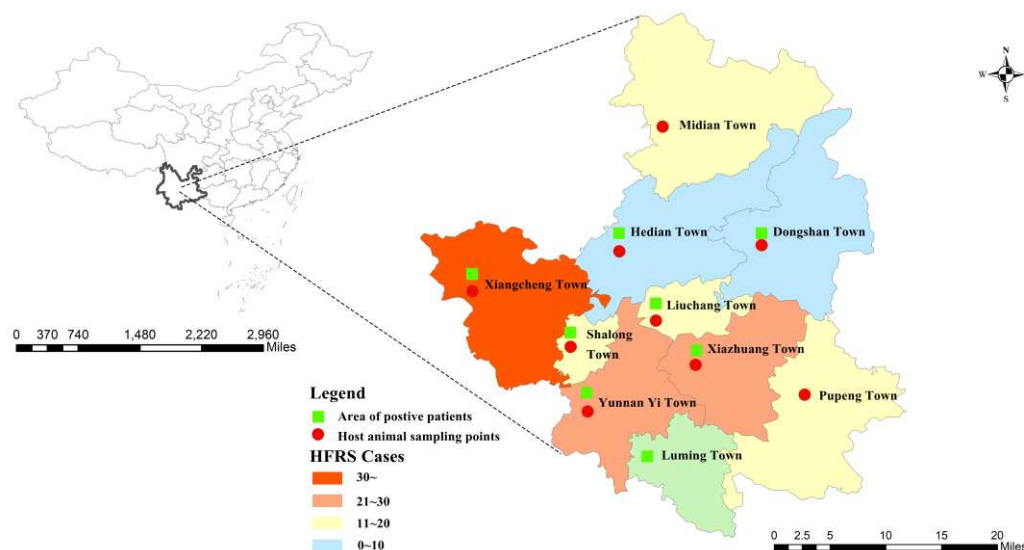 N
W
E
S
Midian Town
Hedian Town
Dongshan Town
Xiangcheng Town
Liuchang Town
Shalong
Town
Xiazhuang Town
Yunnan Yi Town
Pupeng Town
Luming Town
0 370 740 1,480 2,220 2,960
Miles
Legend
Area of postive patients
Host animal sampling points
HFRS Cases
30~
21~30
11~20
0~10
0 2.5 5 10 15 20
Miles